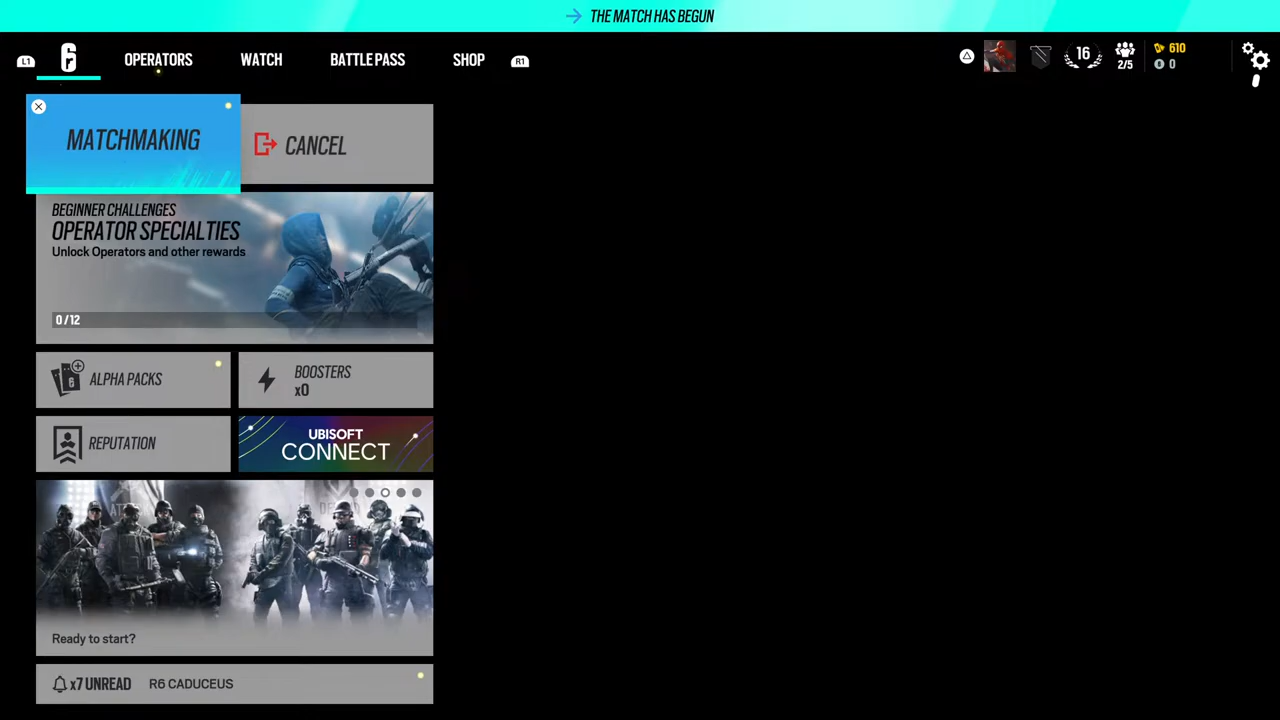 THE MATCH HAS BEGUN
L1
OPERATORS
WATCH
BATTLE PASS
SHOP
R1
16
2/5
610
0
MATCHMAKING
CANCEL
BEGINNER CHALLENGES
OPERATOR SPECIALTIES
Unlock Operators and other rewards
0/12
ALPHA PACKS
BOOSTERS
x0
REPUTATION
UBISOFT
CONNECT
Ready to start?
x7 UNREAD R6 CADUCEUS